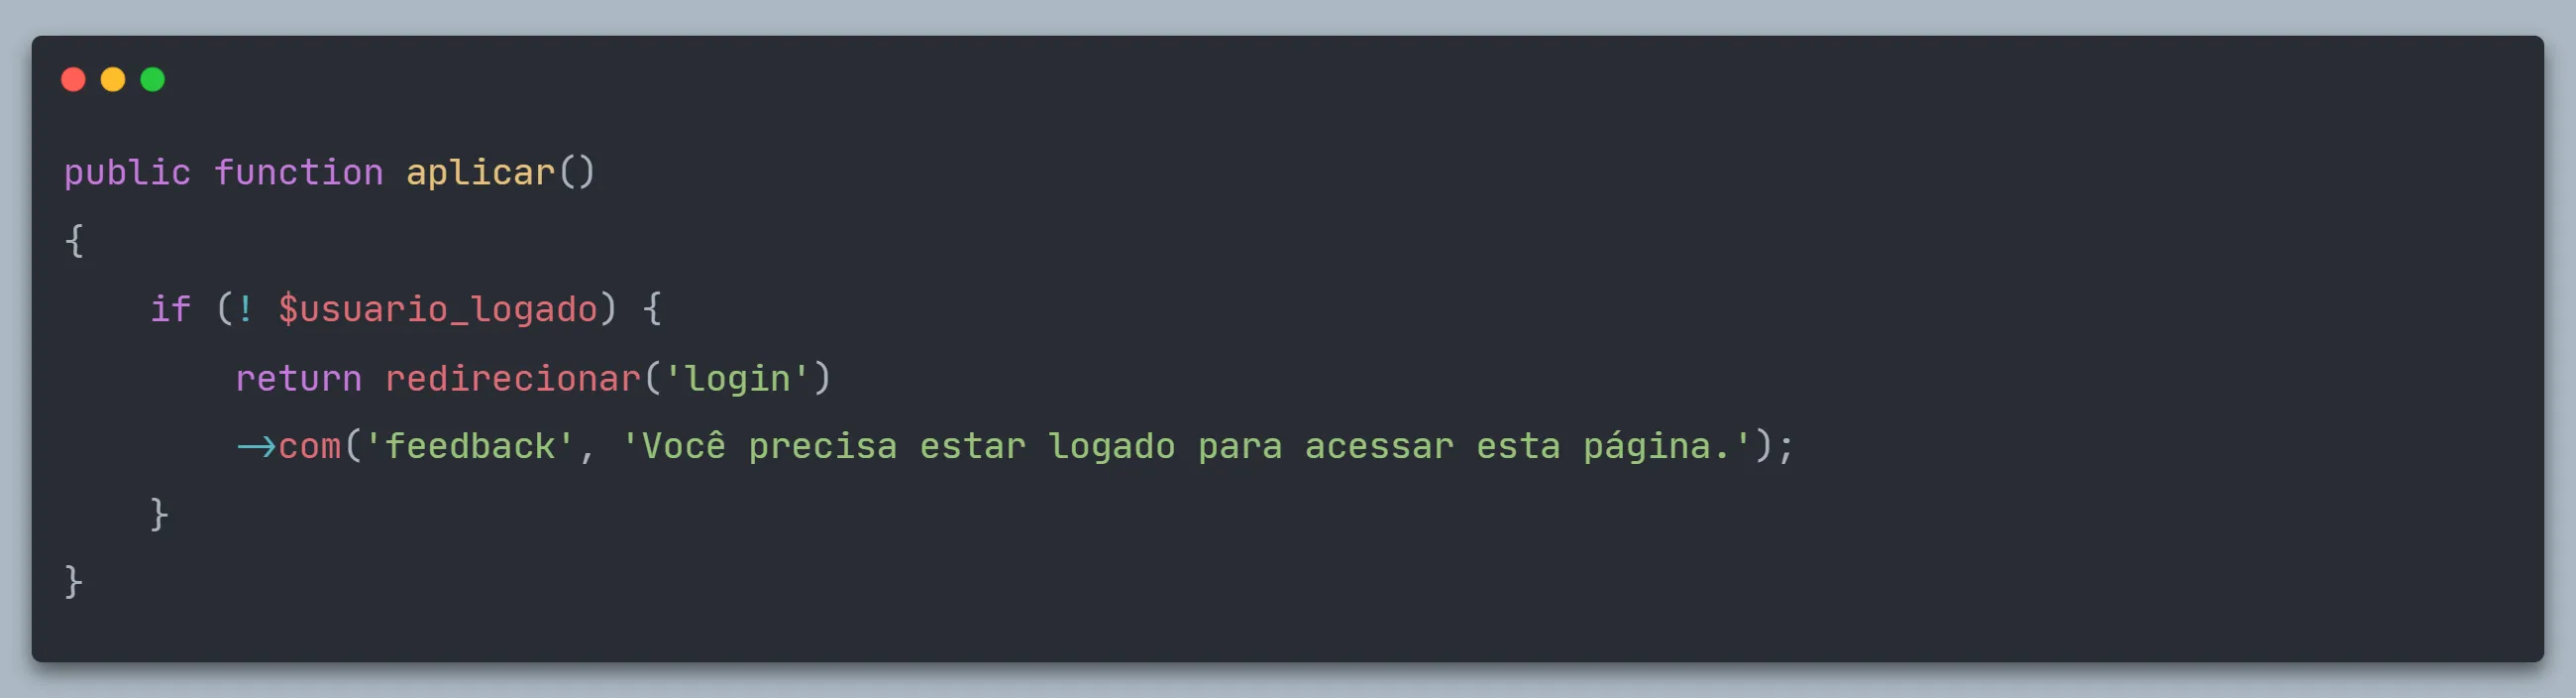 public function aplicar()
{
    if (! $usuario_logado) {
        return redirecionar('login')
        ->com('feedback', 'Você precisa estar logado para acessar esta página.');
    }
}